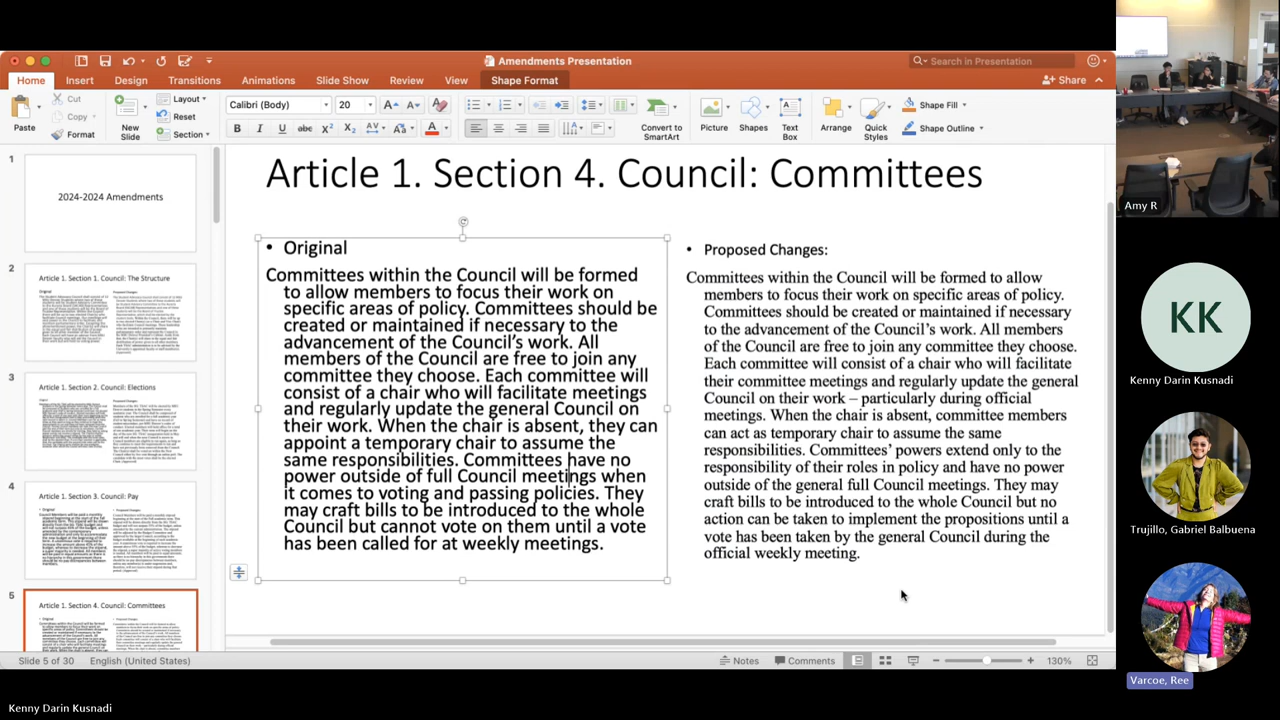 Amendments Presentation
Search in Presentation
Home
Insert
Design
Transitions
Animations
Slide Show
Review
View
Shape Format
Share
Paste
Cut
Copy
Format
New
Slide
Layout
Reset
Section
Calibri (Body)
20
Convert to
SmartArt
Picture
Shapes
Text
Box
Arrange
Quick
Styles
Shape Fill
Shape Outline
1
2024-2024 Amendments
2
Article 1. Section 1. Council: The Structure
3
Article 1. Section 2. Council: Elections
4
Article 1. Section 3. Council: Pay
5
Article 1. Section 4. Council: Committees
Article 1. Section 4. Council: Committees
• Original
Committees within the Council will be formed
to allow members to focus their work on
specific areas of policy. Committees should be
created or maintained if necessary to the
advancement of the Council's work. All
members of the Council are free to join any
committee they choose. Each committee will
consist of a chair who will facilitate meetings
and regularly update the general Council on
their work. When the chair is absent, they can
appoint a temporary chair to assume the
same responsibilities. Committees have no
power outside of full Council meetings when
it comes to voting and passing policies. They
may craft bills to be introduced to the whole
Council but cannot vote on them until a vote
has been called for at weekly meetings.
• Proposed Changes:
Committees within the Council will be formed to allow
members to focus their work on specific areas of policy.
Committees should be created or maintained if necessary
to the advancement of the Council's work. All members
of the Council are free to join any committee they choose.
Each committee will consist of a chair who will facilitate
their committee meetings and regularly update the general
Council on their work – particularly during official
meetings. When the chair is absent, committee members
can act as temporary chair to assume the same
responsibilities. Committees' powers extend only to the
responsibility of their roles in policy and have no power
outside of the general full Council meetings. They may
craft bills to be introduced to the whole Council but no
action can be taken to implement the propositions until a
vote has been taken by the general Council during the
official weekly meeting.
Slide 5 of 30
English (United States)
Notes
Comments
130%
Amy R
KK
Kenny Darin Kusnadi
Trujillo, Gabriel Balbuena
Varcoe, Ree
Kenny Darin Kusnadi